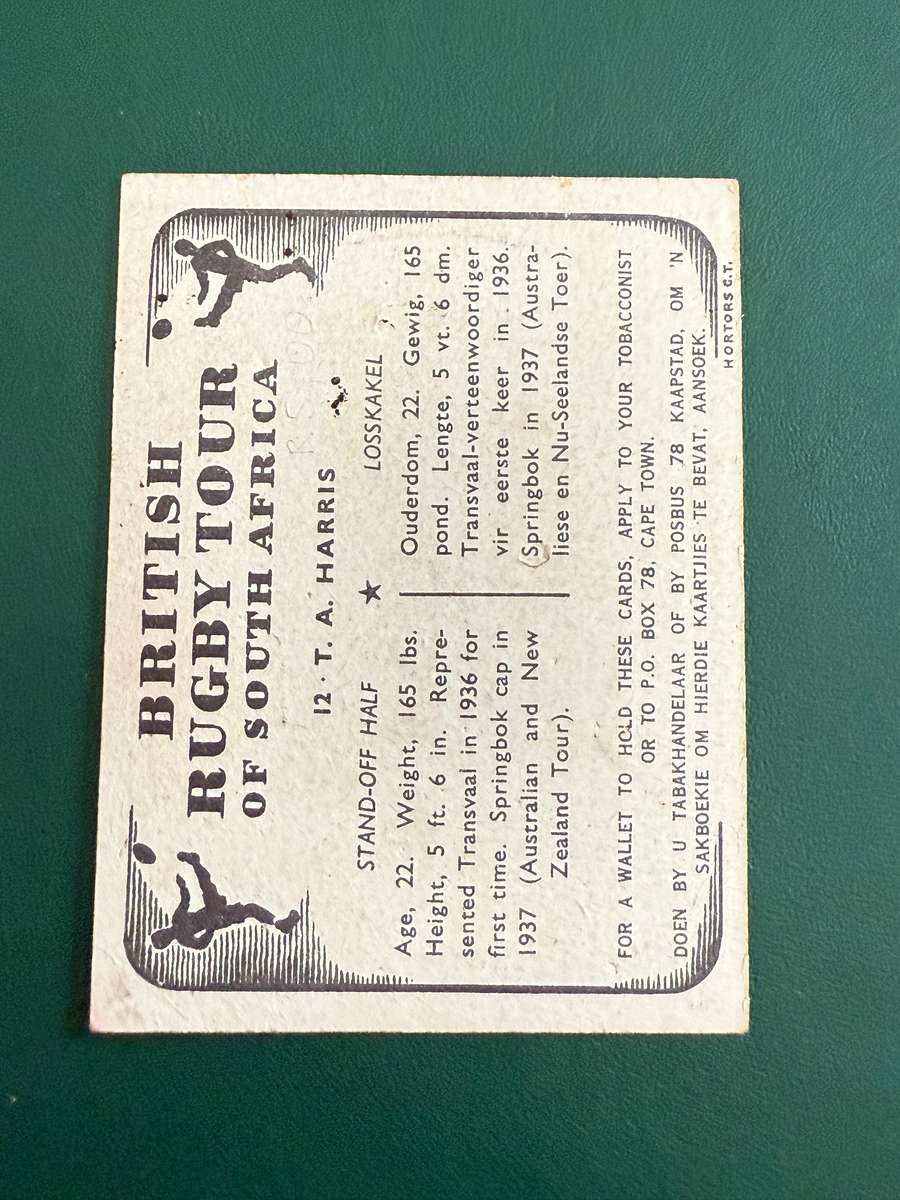 BRITISH
RUGBY TOUR
OF SOUTH AFRICA
12 · T. A. HARRIS
STAND-OFF HALF ★ LOSSKAKEL
Age, 22. Weight, 165 lbs.
Height, 5 ft. 6 in. Repre-
sented Transvaal in 1936 for
first time. Springbok cap in
1937 (Australian and New
Zealand Tour).
Ouderdom, 22. Gewig, 165
pond. Lengte, 5 vt. 6 dm.
Transvaal-verteenwoordiger
vir eerste keer in 1936.
Springbok in 1937 (Austra-
liese en Nu-Seelandse Toer).
FOR A WALLET TO HOLD THESE CARDS, APPLY TO YOUR TOBACCONIST
OR TO P.O. BOX 78, CAPE TOWN.
DOEN BY U TABAKHANDELAAR OF BY POSBUS 78 KAAPSTAD, OM 'N
SAKBOEKIE OM HIERDIE KAARTJIES TE BEVAT, AANSOEK.
HORTORS C.T.